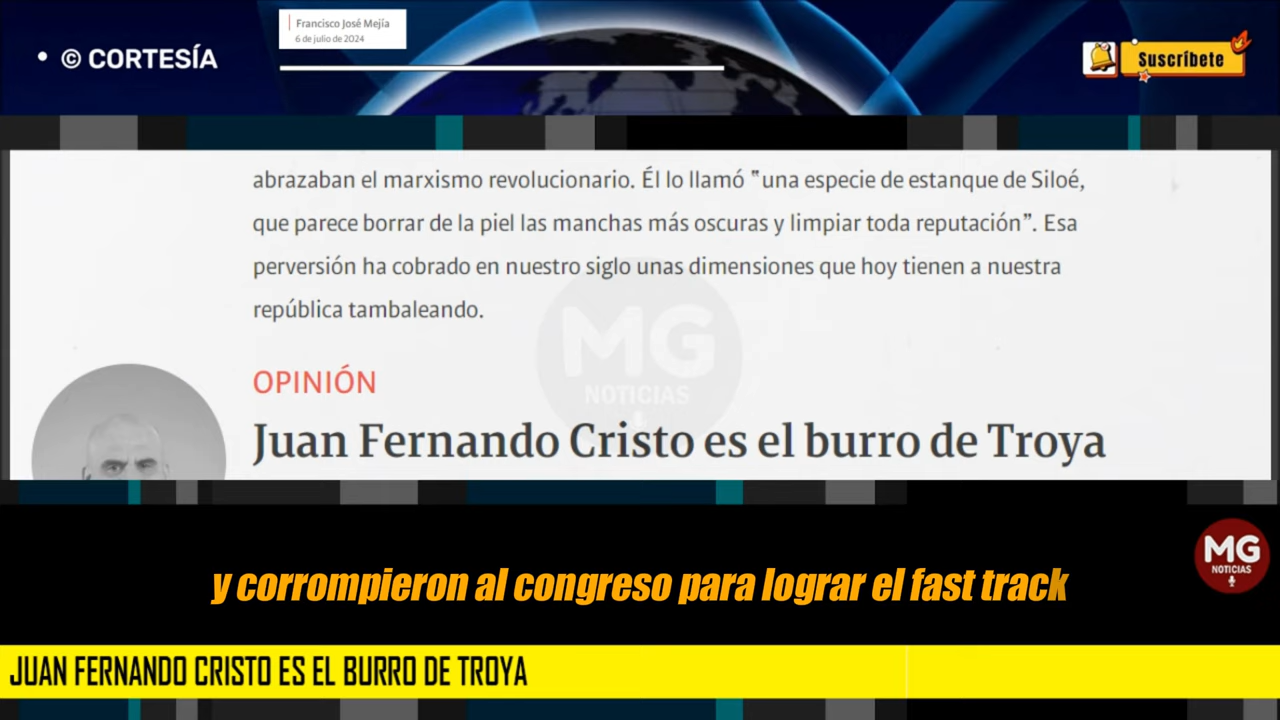 Francisco José Mejía
6 de julio de 2024
• © CORTESÍA
Suscríbete
abrazaban el marxismo revolucionario. Él lo llamó “una especie de estanque de Siloé,
que parece borrar de la piel las manchas más oscuras y limpiar toda reputación”. Esa
perversión ha cobrado en nuestro siglo unas dimensiones que hoy tienen a nuestra
república tambaleando.
MG
NOTICIAS
OPINIÓN
Juan Fernando Cristo es el burro de Troya
MG
NOTICIAS
y corrompieron al congreso para lograr el fast track
JUAN FERNANDO CRISTO ES EL BURRO DE TROYA